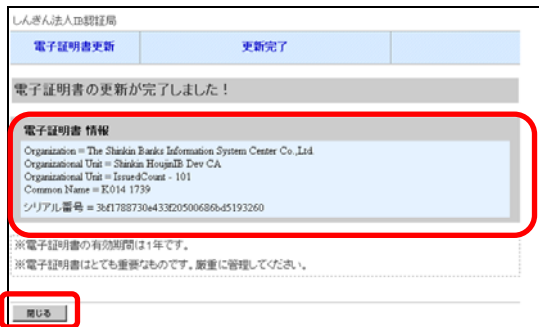 しんきん法人IB認証局
電子証明書更新 更新完了
電子証明書の更新が完了しました！
電子証明書 情報
Organization = The Shinkin Banks Information System Center Co.,Ltd.
Organizational Unit = Shinkin HoujinIB Dev CA
Organizational Unit = IssuedCount - 101
Common Name = K014 1739
シリアル番号 = 3bf1788730e433f20500686bd5193260
※電子証明書の有効期間は1年です。
※電子証明書はとても重要なものです。厳重に管理してください。
閉じる